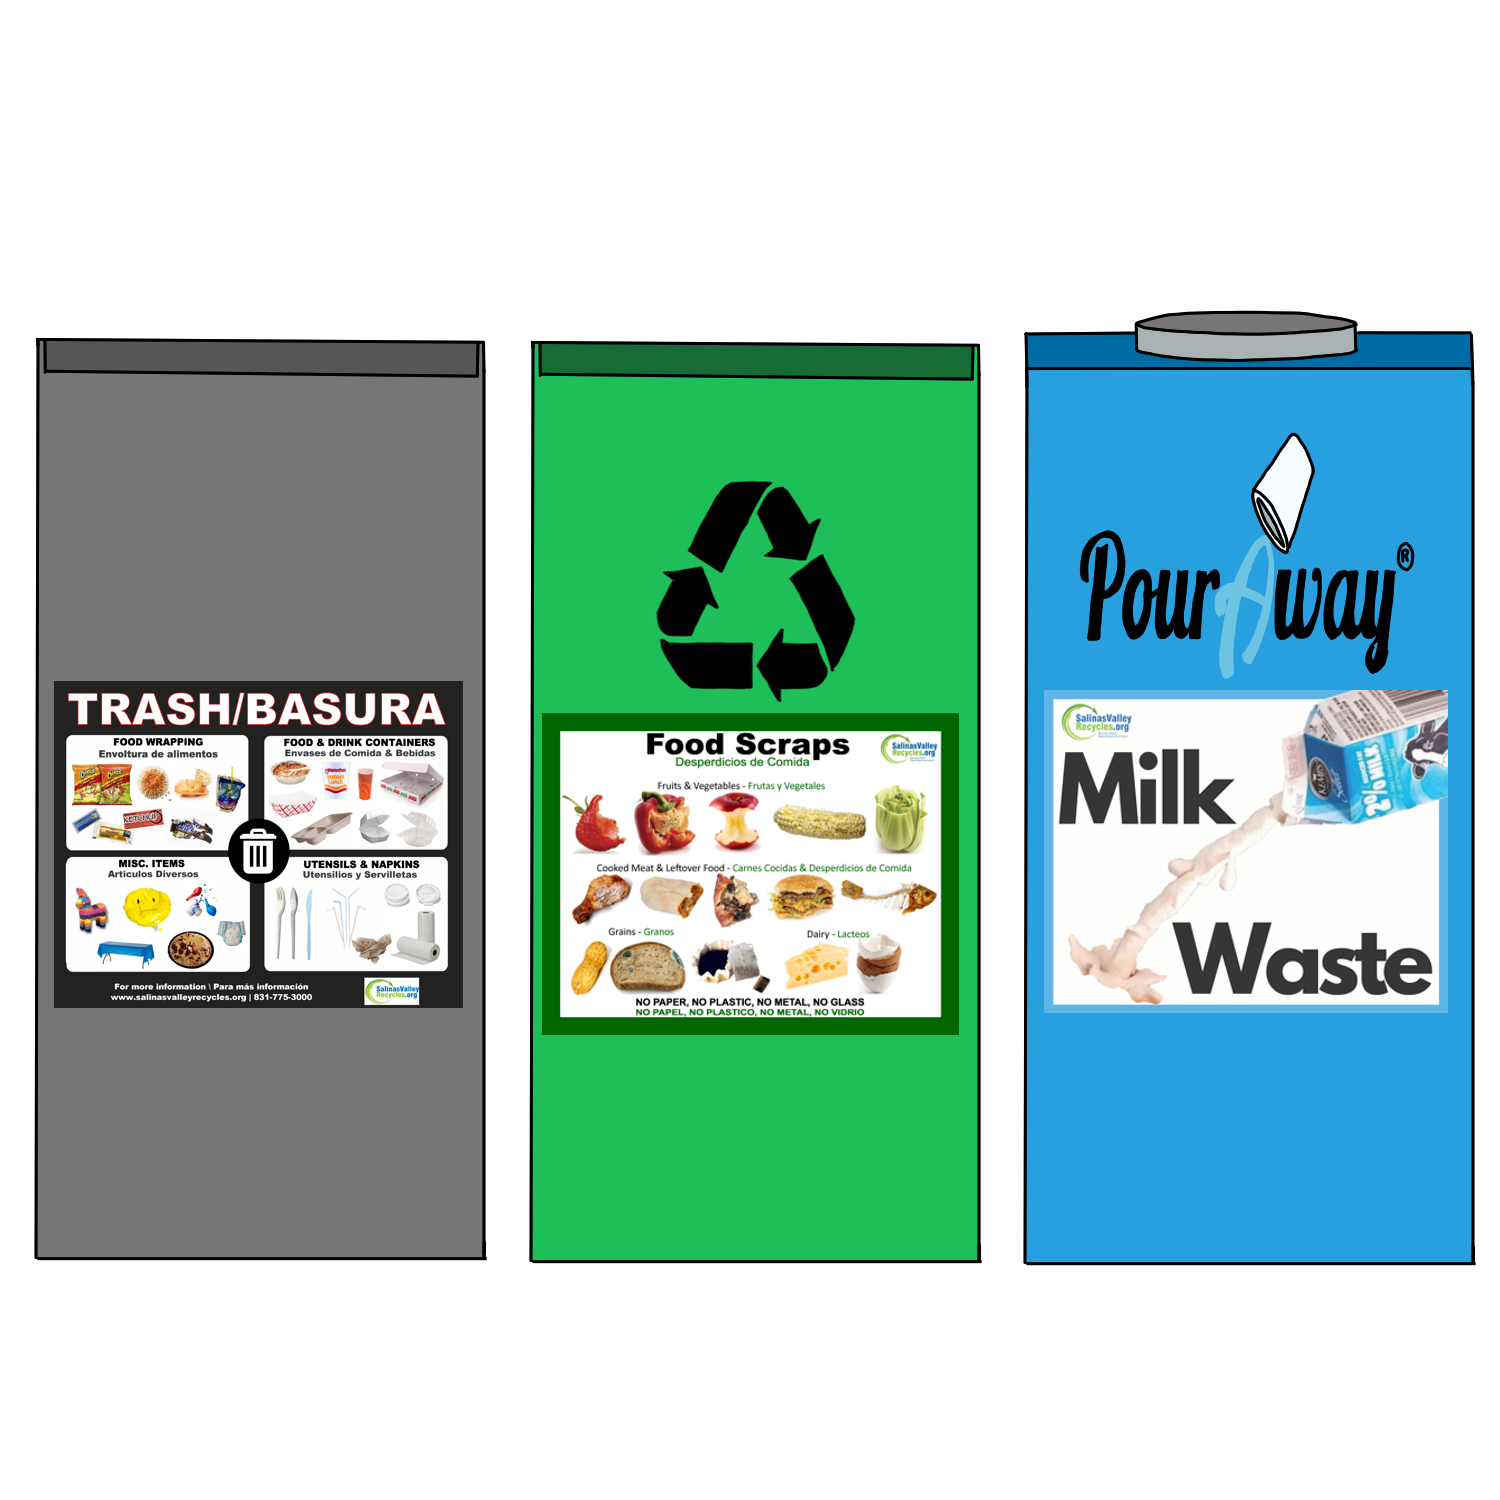 TRASH/BASURA
FOOD WRAPPING
Envoltura de alimentos
FOOD & DRINK CONTAINERS
Envases de Comida & Bebidas
KETCHUP
MISC. ITEMS
Articulos Diversos
UTENSILS & NAPKINS
Utensilios y Servilletas
For more information \ Para más información
www.salinasvalleyrecycles.org | 831-775-3000
SalinasValley
Recycles.org
Food Scraps
Desperdicios de Comida
SalinasValley
Recycles.org
Fruits & Vegetables - Frutas y Vegetales
Cooked Meat & Leftover Food - Carnes Cocidas & Desperdicios de Comida
Grains - Granos
Dairy - Lacteos
NO PAPER, NO PLASTIC, NO METAL, NO GLASS
NO PAPEL, NO PLASTICO, NO METAL, NO VIDRIO
PourAway®
SalinasValley
Recycles.org
2% MILK
Milk
Waste